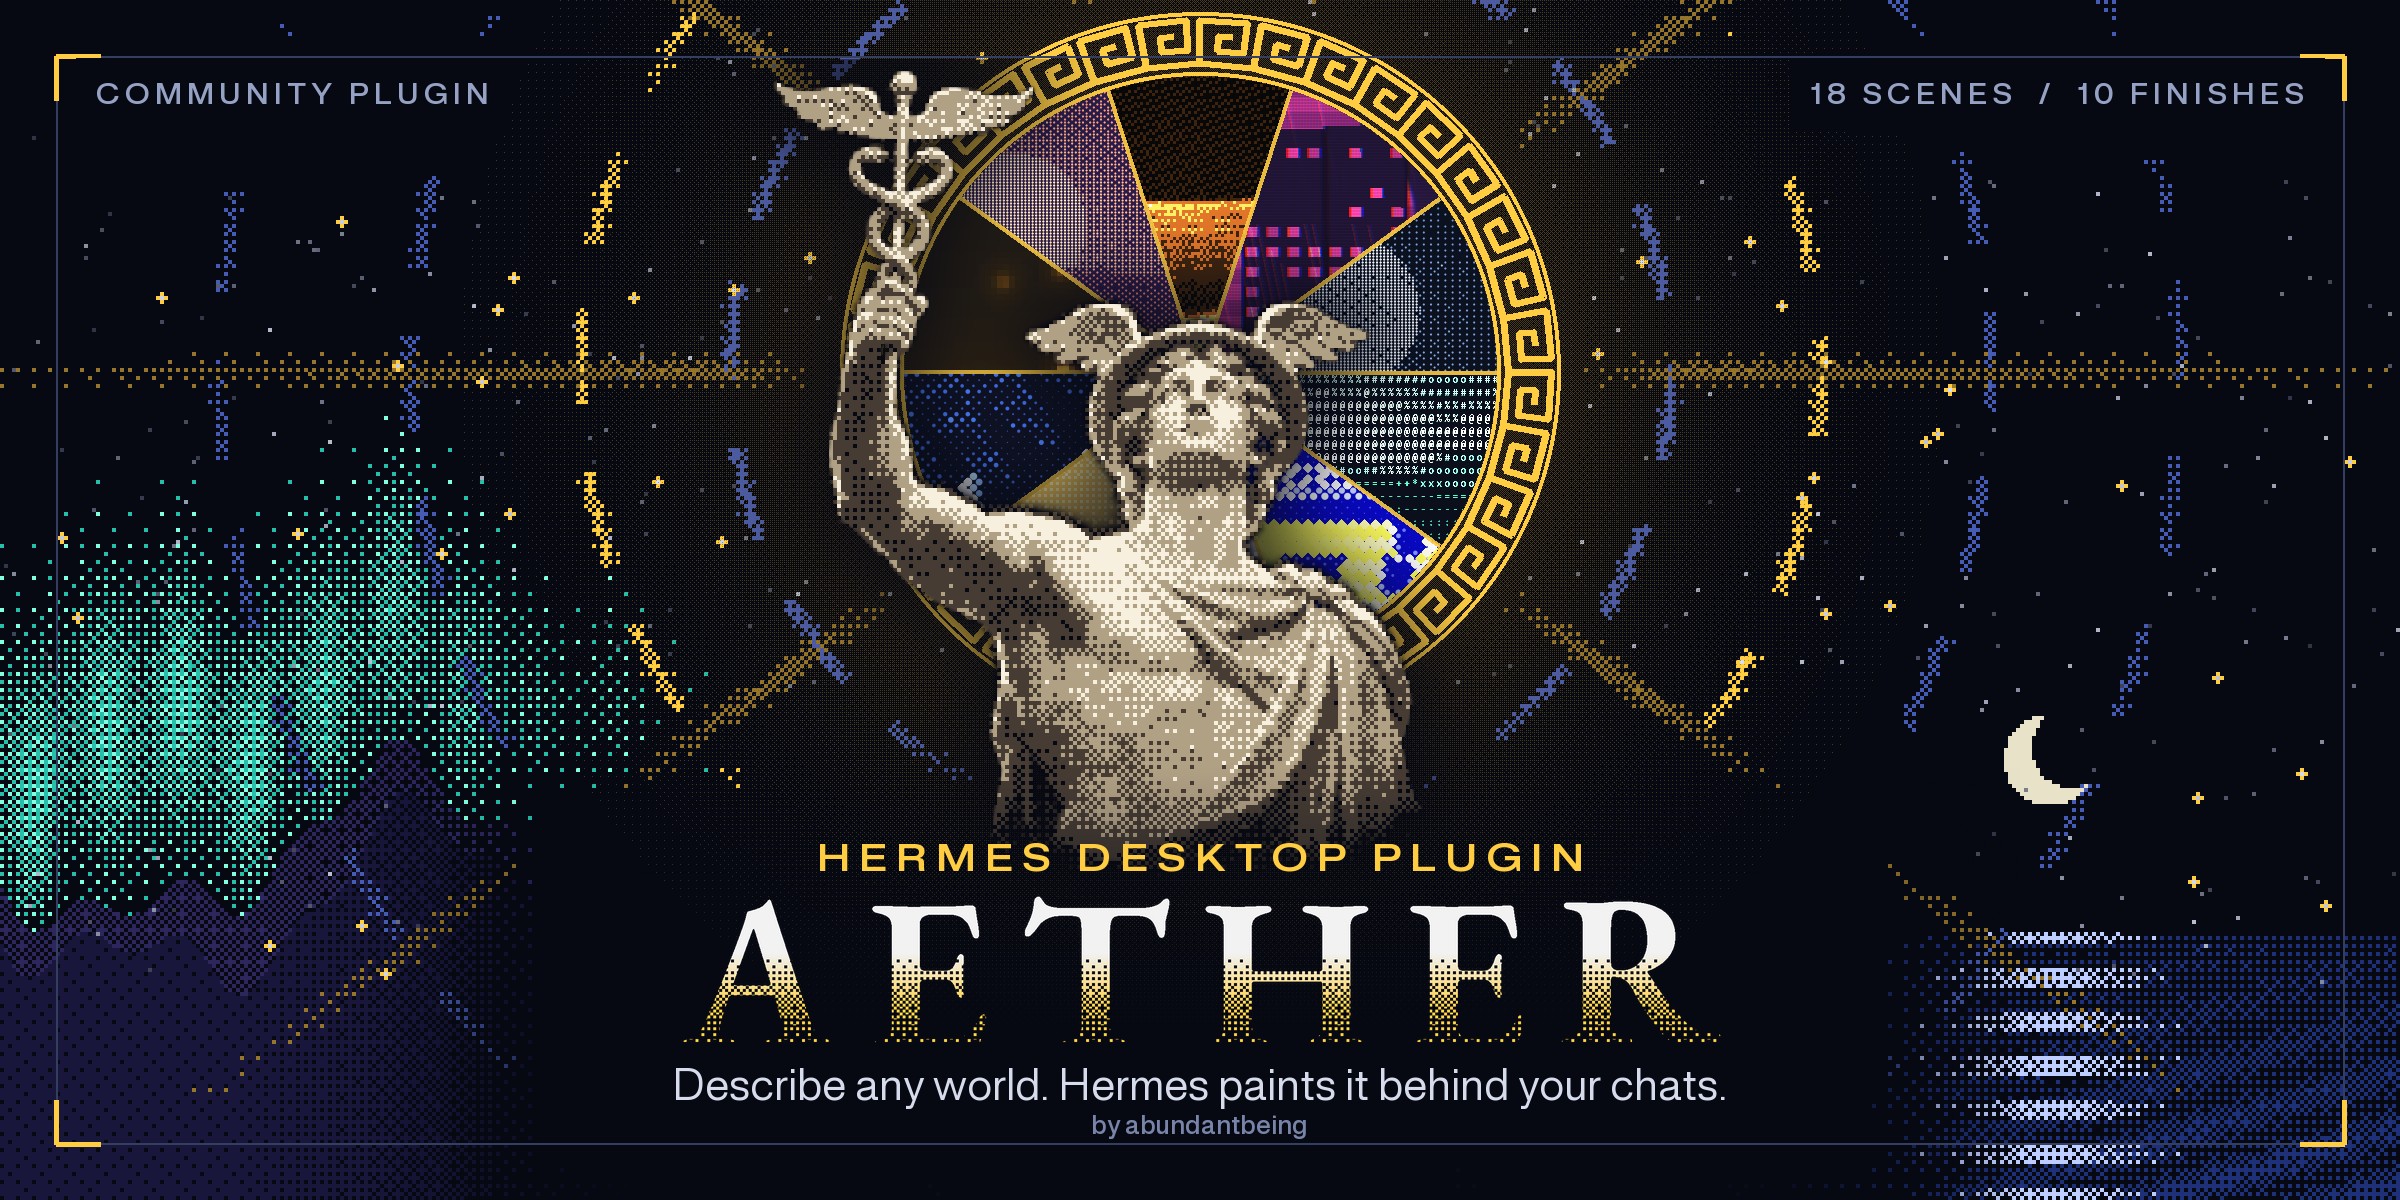 COMMUNITY PLUGIN
18 SCENES / 10 FINISHES
HERMES DESKTOP PLUGIN
AETHER
Describe any world. Hermes paints it behind your chats.
by abundantbeing